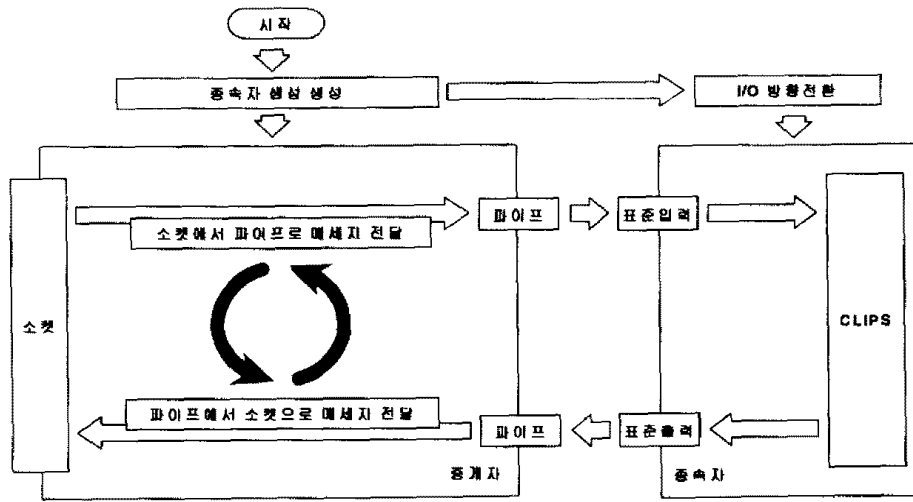 시작
종속자 생성
I/O 방향전환
소켓
파이프
표준입력
소켓에서 파이프로 메세지 전달
CLIPS
파이프에서 소켓으로 메세지 전달
파이프
표준출력
중계자
종속자